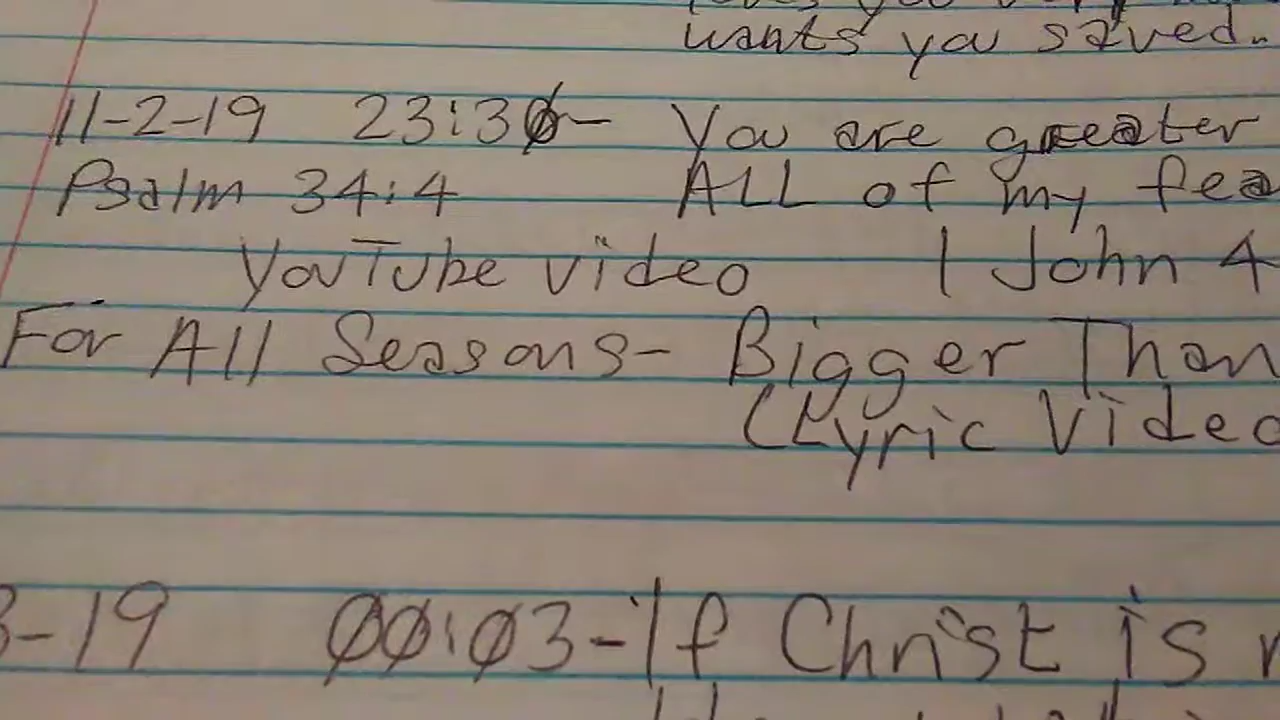 wants you saved.
11-2-19 23:30- You are greater
Psalm 34:4 ALL of my fea
YouTube video 1 John 4
For All Seasons- Bigger Than
(Lyric Video
3-19 00:03-If Christ is